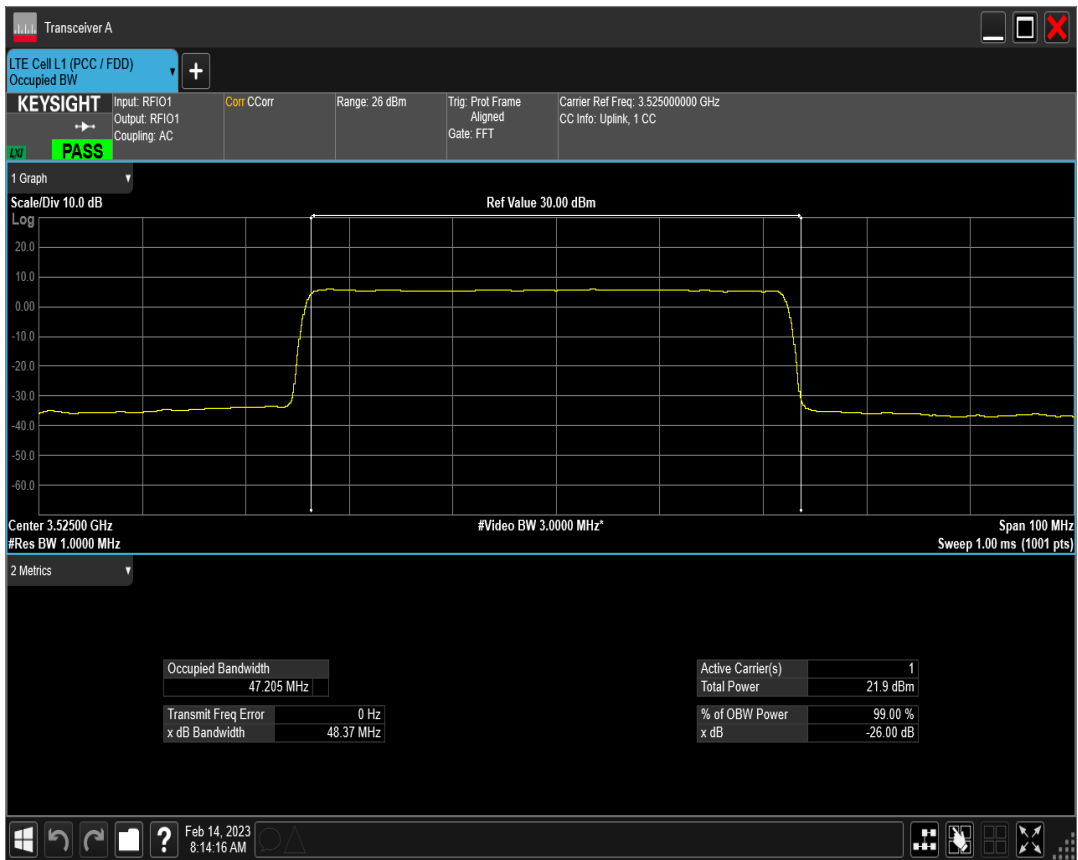 Transceiver A
LTE Cell L1 (PCC / FDD)
Occupied BW
KEYSIGHT
LXI
PASS
Input: RFIO1
Output: RFIO1
Coupling: AC
Corr CCorr
Range: 26 dBm
Trig: Prot Frame
Aligned
Gate: FFT
Carrier Ref Freq: 3.525000000 GHz
CC Info: Uplink, 1 CC
1 Graph
Scale/Div 10.0 dB
Ref Value 30.00 dBm
Log
20.0
10.0
0.00
-10.0
-20.0
-30.0
-40.0
-50.0
-60.0
Center 3.52500 GHz
#Video BW 3.0000 MHz*
Span 100 MHz
#Res BW 1.0000 MHz
Sweep 1.00 ms (1001 pts)
2 Metrics
Occupied Bandwidth
47.205 MHz
Transmit Freq Error 0 Hz
x dB Bandwidth 48.37 MHz
Active Carrier(s) 1
Total Power 21.9 dBm
% of OBW Power 99.00 %
x dB -26.00 dB
?
Feb 14, 2023
8:14:16 AM